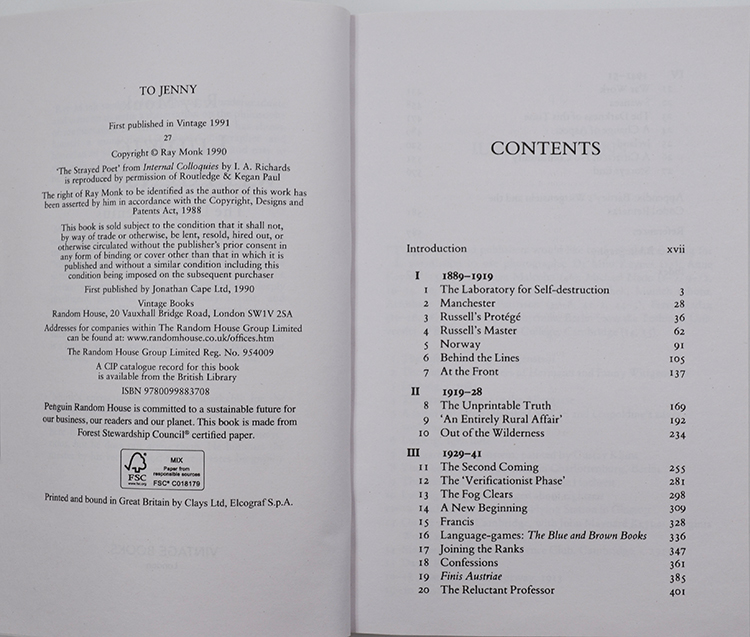 TO JENNY
First published in Vintage 1991
27
Copyright © Ray Monk 1990
'The Strayed Poet' from Internal Colloquies by I. A. Richards
is reproduced by permission of Routledge & Kegan Paul
The right of Ray Monk to be identified as the author of this work has
been asserted by him in accordance with the Copyright, Designs and
Patents Act, 1988
This book is sold subject to the condition that it shall not,
by way of trade or otherwise, be lent, resold, hired out, or
otherwise circulated without the publisher's prior consent in
any form of binding or cover other than that in which it is
published and without a similar condition including this
condition being imposed on the subsequent purchaser
First published by Jonathan Cape Ltd, 1990
Vintage Books
Random House, 20 Vauxhall Bridge Road, London SW1V 2SA
Addresses for companies within The Random House Group Limited
can be found at: www.randomhouse.co.uk/offices.htm
The Random House Group Limited Reg. No. 954009
A CIP catalogue record for this book
is available from the British Library
ISBN 9780099883708
Penguin Random House is committed to a sustainable future for
our business, our readers and our planet. This book is made from
Forest Stewardship Council® certified paper.
FSC
www.fsc.org
MIX
Paper from
responsible sources
FSC® C018179
Printed and bound in Great Britain by Clays Ltd, Elcograf S.p.A.
CONTENTS
Introduction xvii
I 1889–1919
1 The Laboratory for Self-destruction 3
2 Manchester 28
3 Russell's Protégé 36
4 Russell's Master 62
5 Norway 91
6 Behind the Lines 105
7 At the Front 137
II 1919–28
8 The Unprintable Truth 169
9 'An Entirely Rural Affair' 192
10 Out of the Wilderness 234
III 1929–41
11 The Second Coming 255
12 The 'Verificationist Phase' 281
13 The Fog Clears 298
14 A New Beginning 309
15 Francis 328
16 Language-games: The Blue and Brown Books 336
17 Joining the Ranks 347
18 Confessions 361
19 Finis Austriae 385
20 The Reluctant Professor 401